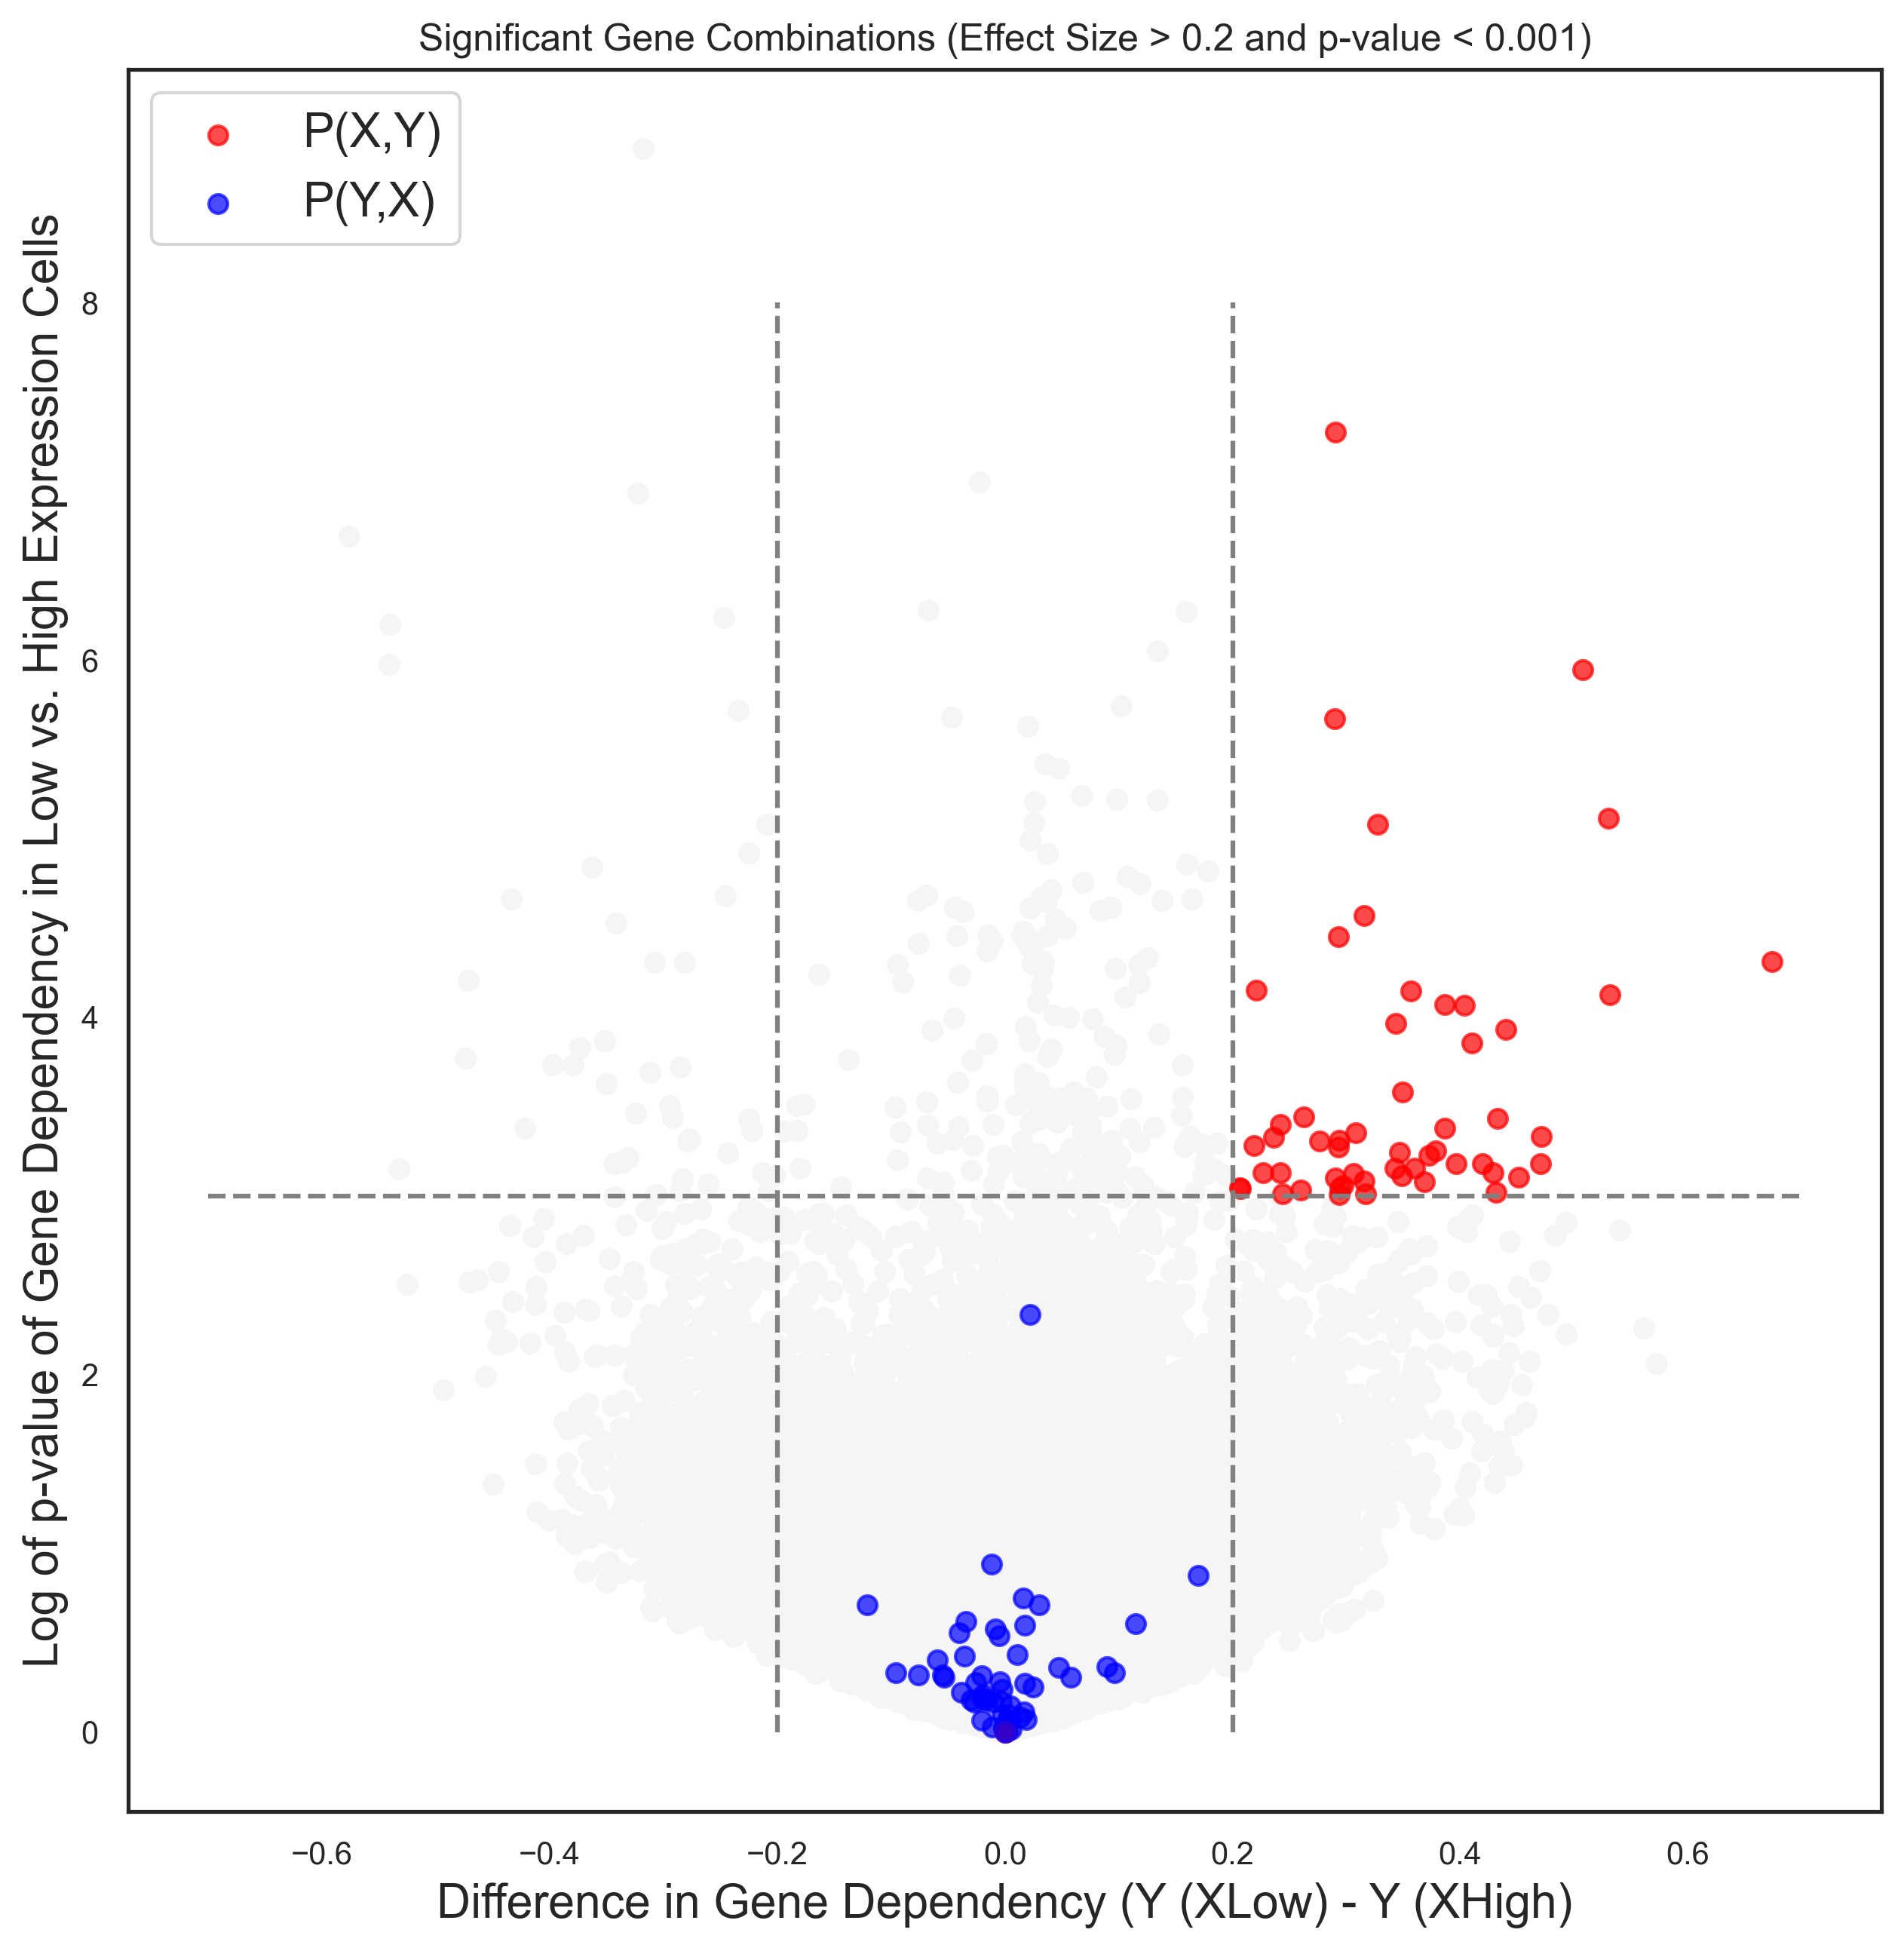 Significant Gene Combinations (Effect Size > 0.2 and p-value < 0.001)
P(X,Y)
P(Y,X)
Log of p-value of Gene Dependency in Low vs. High Expression Cells
8
6
4
2
0
−0.6 −0.4 −0.2 0.0 0.2 0.4 0.6
Difference in Gene Dependency (Y (XLow) - Y (XHigh)